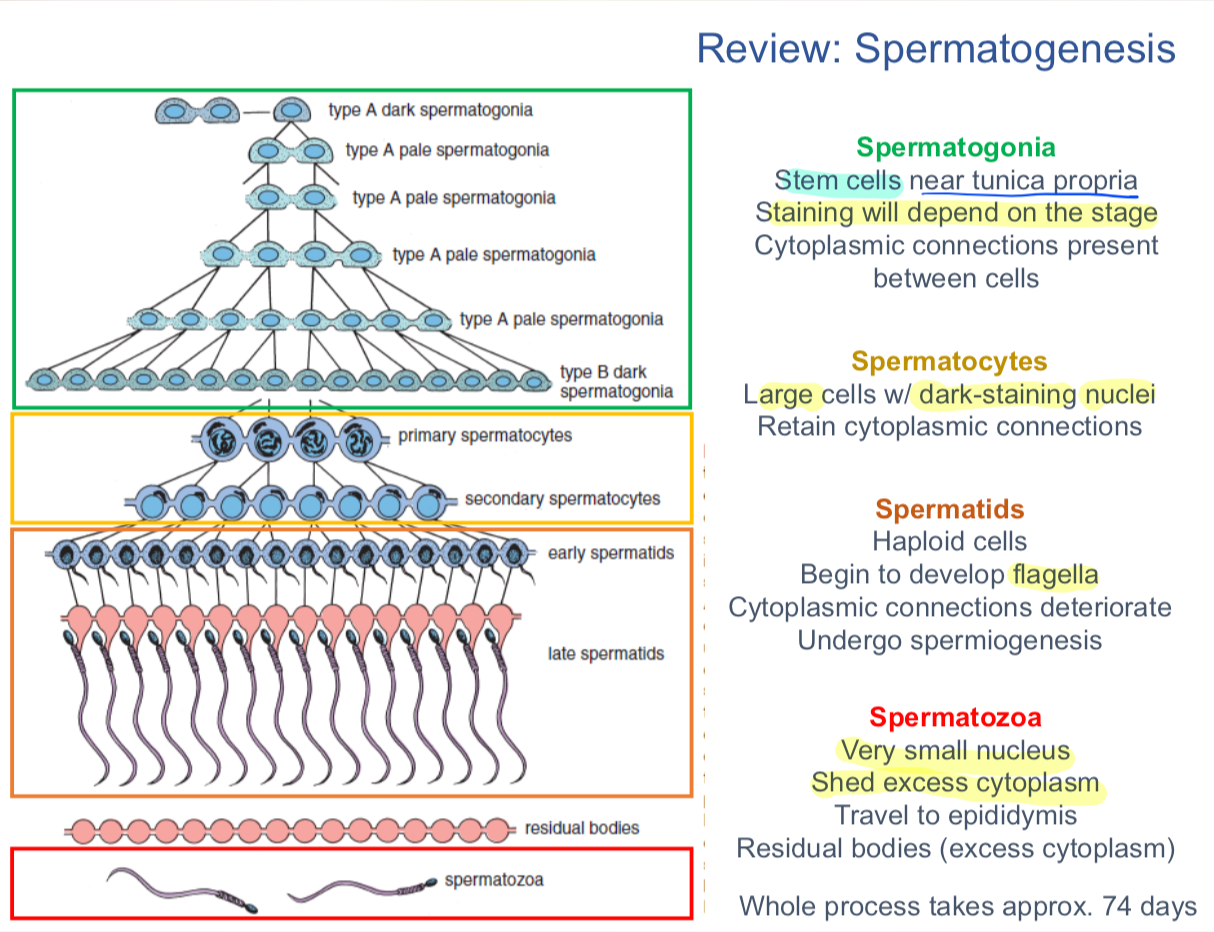 Review: Spermatogenesis
type A dark spermatogonia
type A pale spermatogonia
type A pale spermatogonia
type A pale spermatogonia
type A pale spermatogonia
type B dark
spermatogonia
primary spermatocytes
secondary spermatocytes
early spermatids
late spermatids
residual bodies
spermatozoa
Spermatogonia
Stem cells near tunica propria
Staining will depend on the stage
Cytoplasmic connections present
between cells
Spermatocytes
Large cells w/ dark-staining nuclei
Retain cytoplasmic connections
Spermatids
Haploid cells
Begin to develop flagella
Cytoplasmic connections deteriorate
Undergo spermiogenesis
Spermatozoa
Very small nucleus
Shed excess cytoplasm
Travel to epididymis
Residual bodies (excess cytoplasm)
Whole process takes approx. 74 days